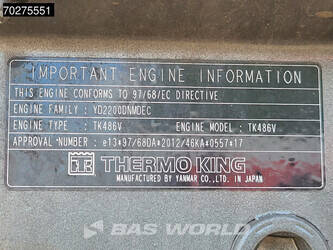 70275551
IMPORTANT ENGINE INFORMATION
THIS ENGINE CONFORMS TO 97/68/EC DIRECTIVE
ENGINE FAMILY : YD2200DNMDEC
ENGINE TYPE : TK486V ENGINE MODEL : TK486V
APPROVAL NUMBER : e13*97/68DA*2012/46KA*0557*17
THERMO KING
MANUFACTURED BY YANMAR CO.,LTD. IN JAPAN
BAS World